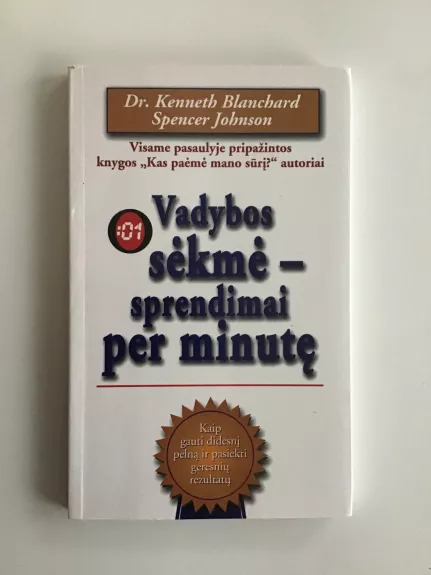 Dr. Kenneth Blanchard
Spencer Johnson
Visame pasaulyje pripažintos
knygos „Kas paėmė mano sūrį?“ autoriai
:01
Vadybos
sėkmė –
sprendimai
per minutę
Kaip
gauti didesnį
pelną ir pasiekti
geresnių
rezultatų